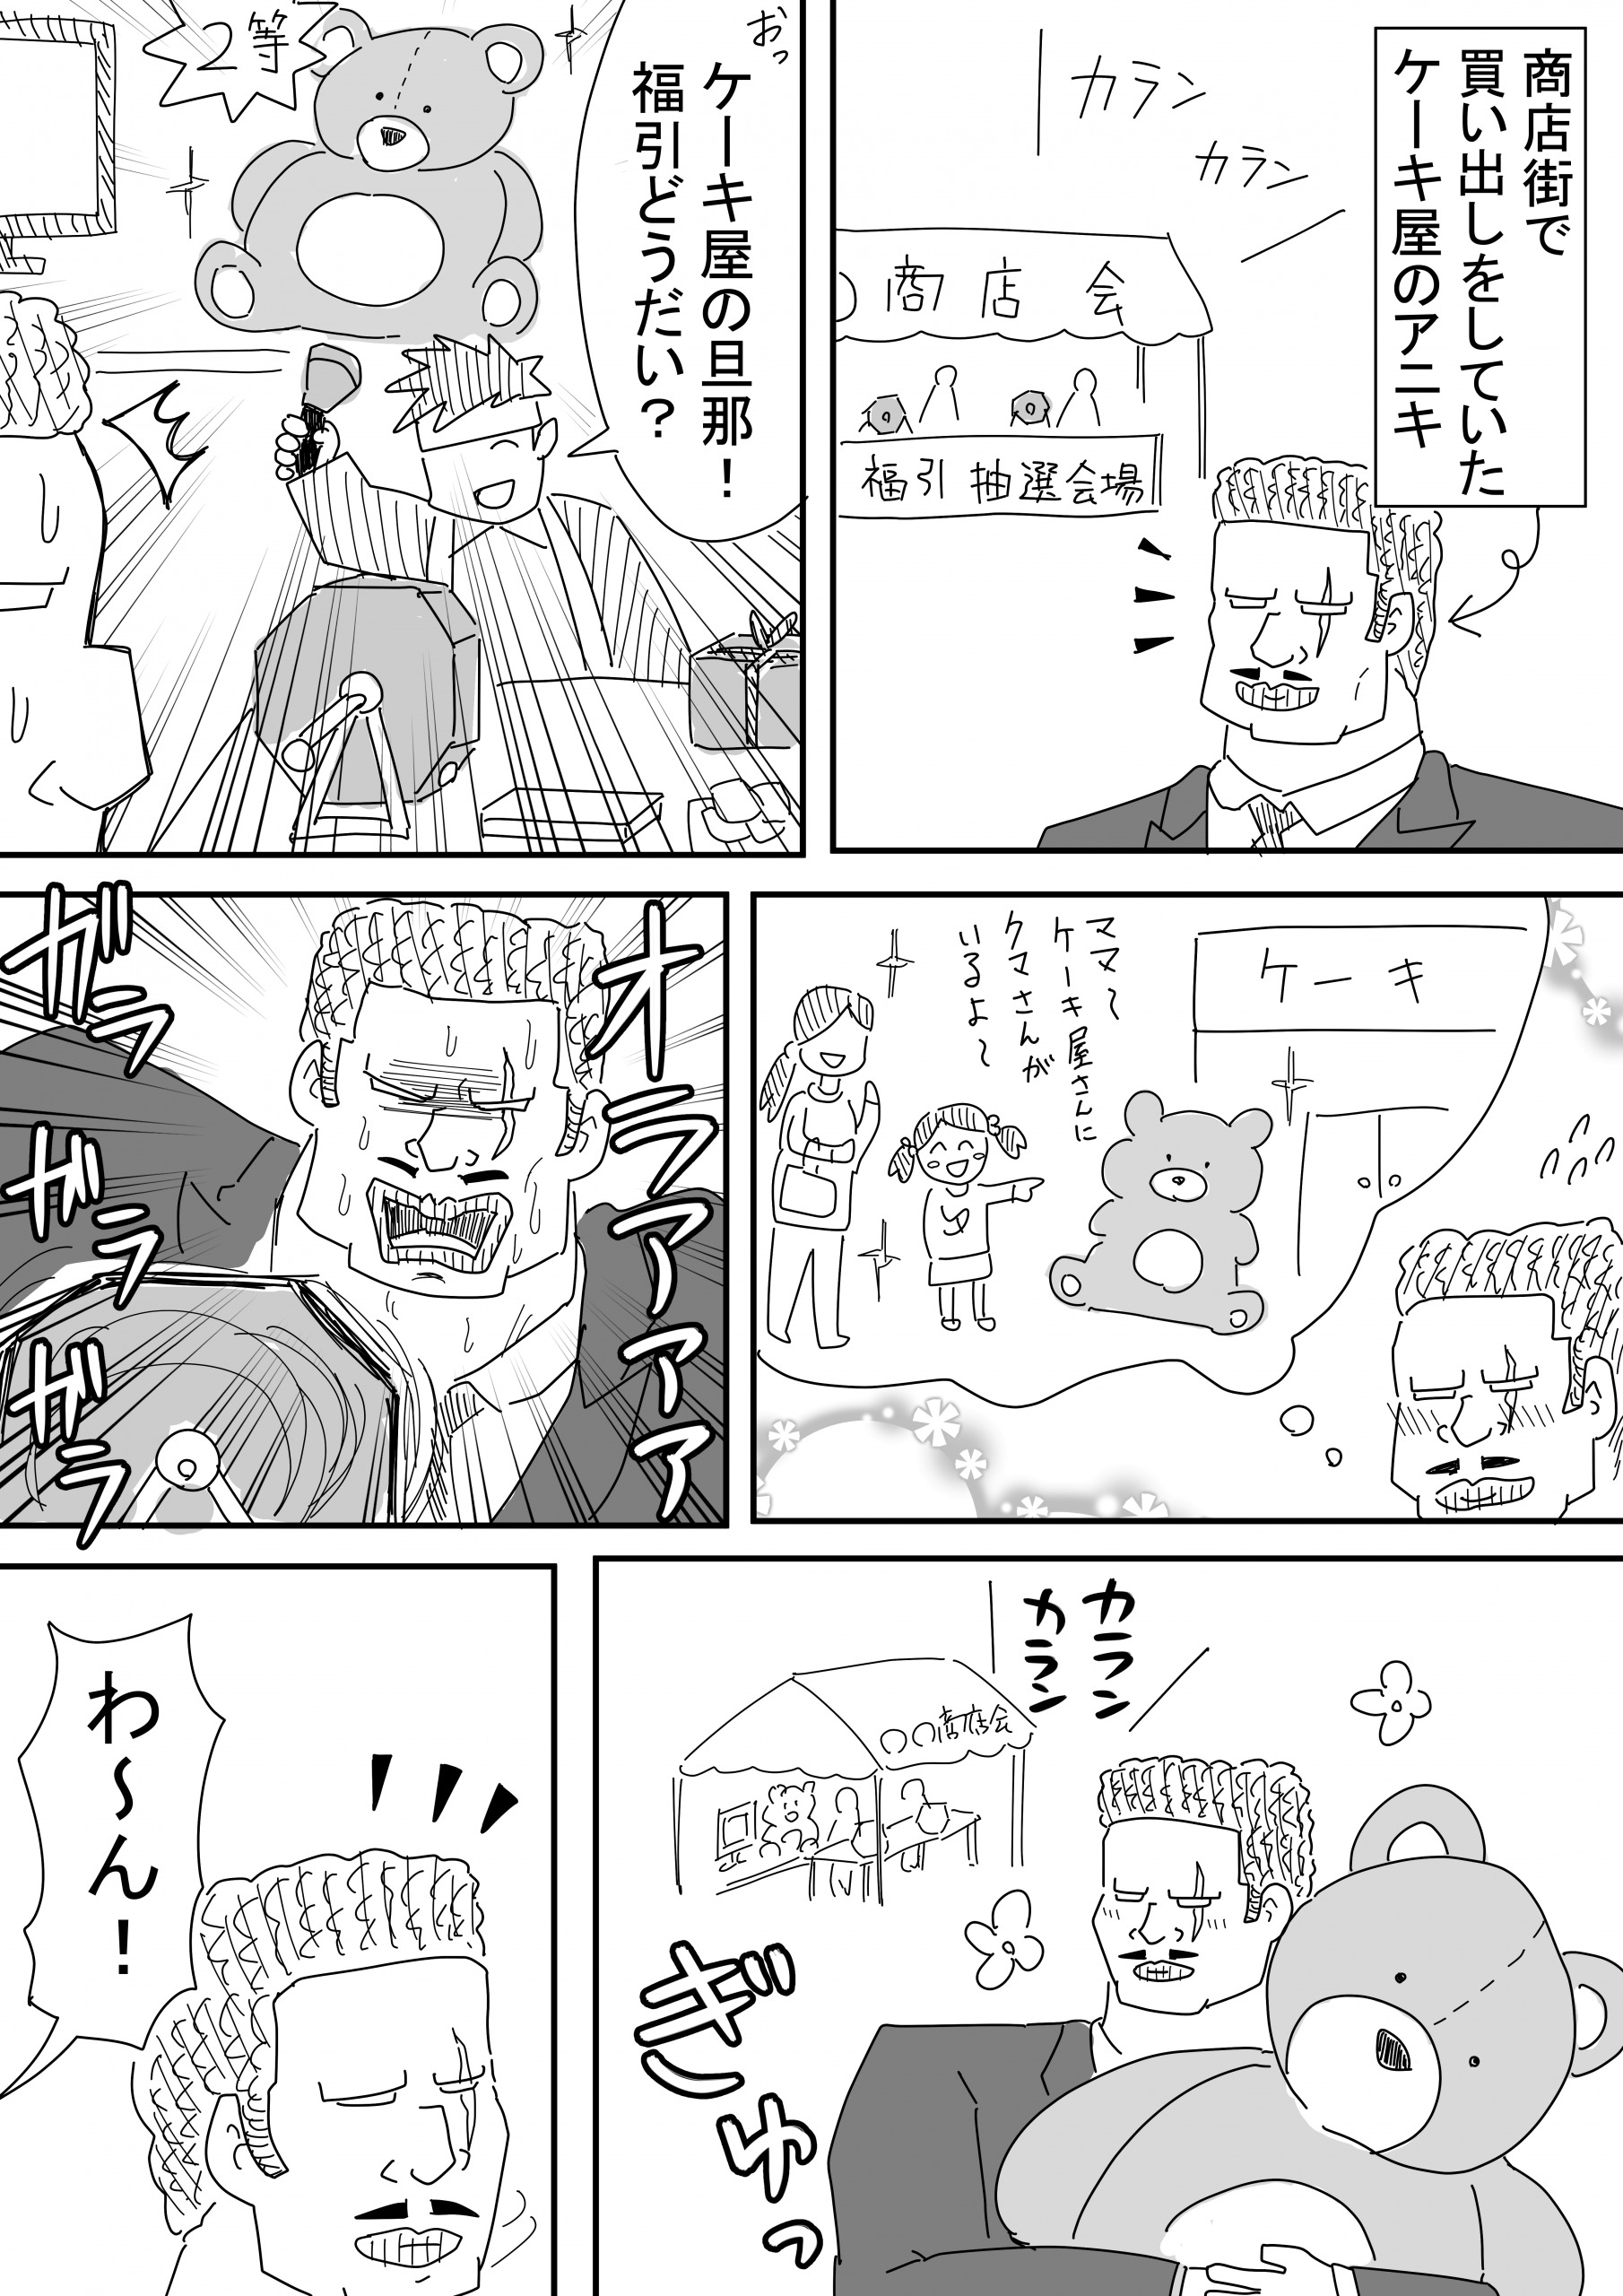 商店街で
買い出しをしていた
ケーキ屋のアニキ
カラン
カラン
商店会
福引抽選会場
おっ
ケーキ屋の旦那！
福引どうだい？
2等
ケーキ
ママ〜
ケーキ屋さんに
クマさんが
いるよ〜
オラァァァァ
ガラ
ガラ
ガラ
カラン
カラン
〇〇商店会
ぎゅっ
わ〜ん！